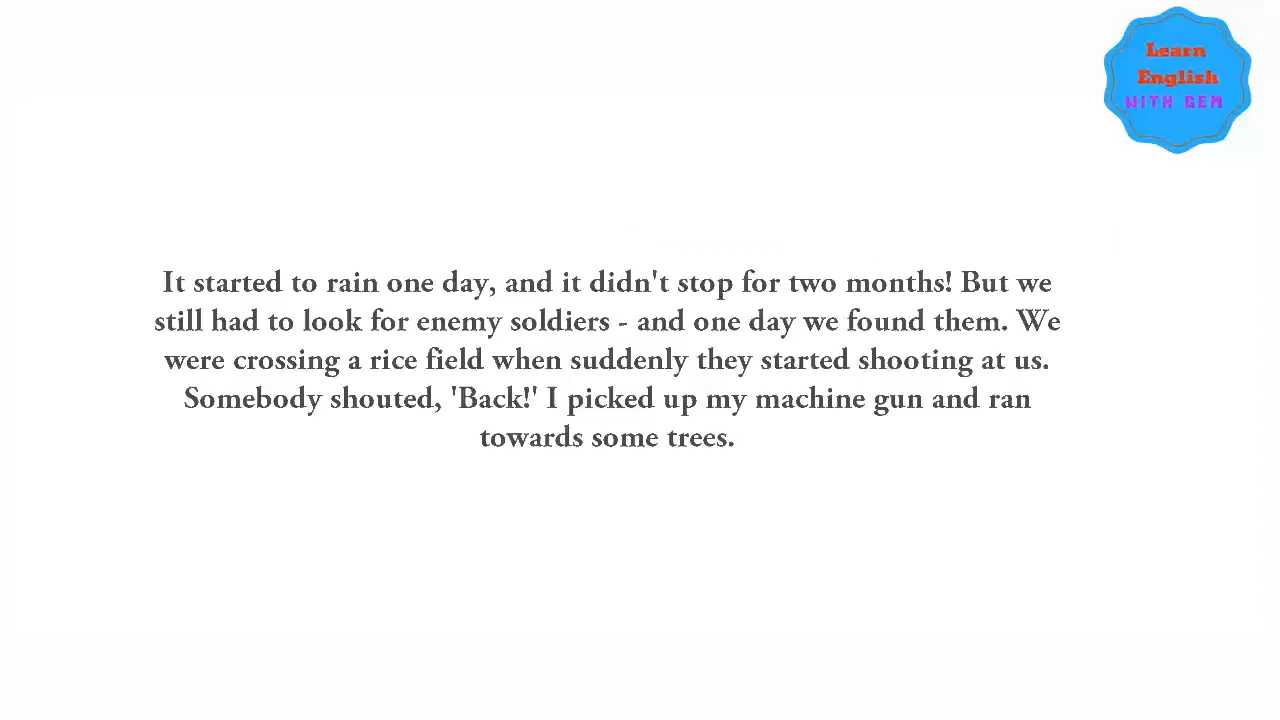 Learn
English
WITH GEM
It started to rain one day, and it didn't stop for two months! But we
still had to look for enemy soldiers - and one day we found them. We
were crossing a rice field when suddenly they started shooting at us.
Somebody shouted, 'Back!' I picked up my machine gun and ran
towards some trees.